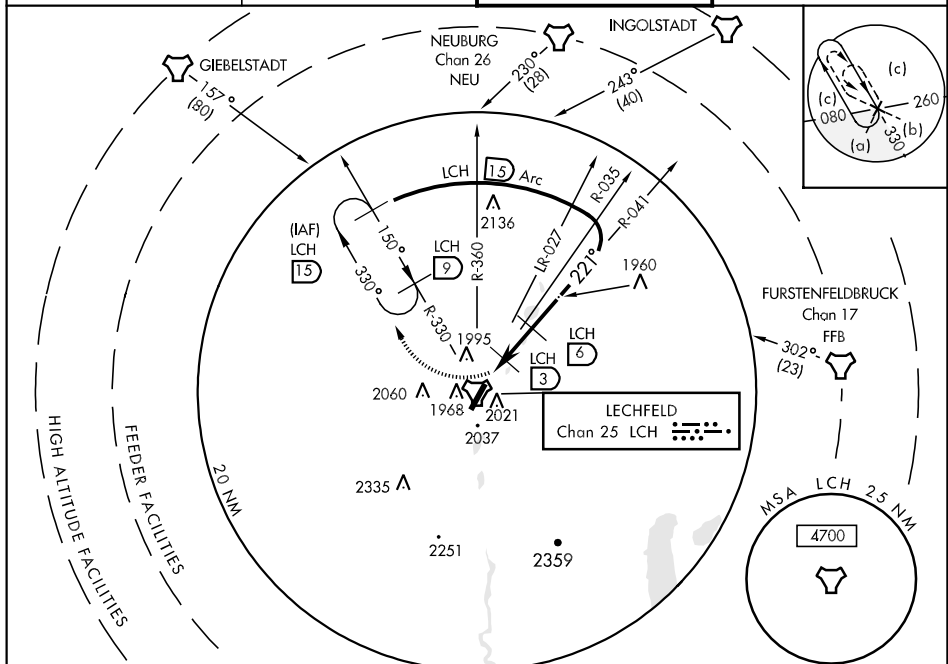 INGOLSTADT
NEUBURG
Chan 26
NEU
GIEBELSTADT
230°
(28)
243°
(40)
157°
(80)
(c)
(c)
080
260
(a)
(b)
330
LCH 15 Arc
2136
R-035
R-041
LR-027
R-360
(IAF)
LCH
15
150°
330°
LCH
9
R-330
221°
1960
FURSTENFELDBRUCK
Chan 17
FFB
302°
(23)
1995
LCH
6
LCH
3
2060
1968
2021
2037
LECHFELD
Chan 25 LCH
2335
2251
2359
20 NM
HIGH ALTITUDE FACILITIES
FEEDER FACILITIES
MSA LCH 25 NM
4700